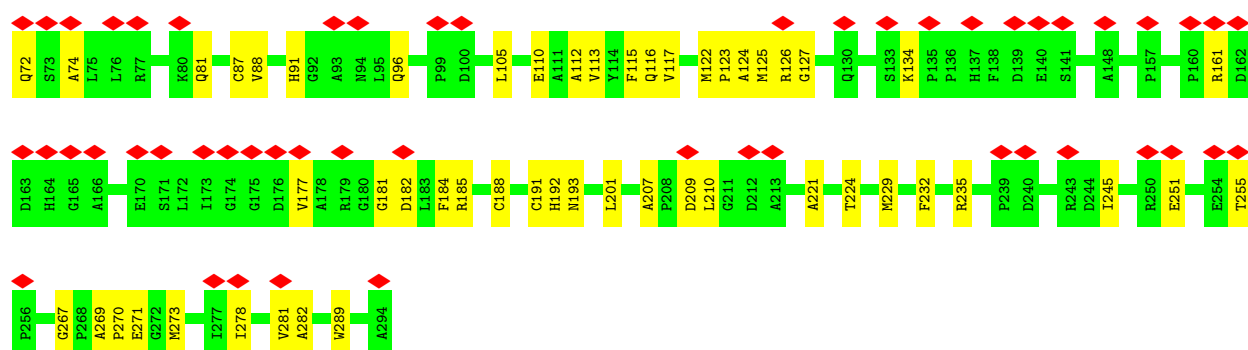 Q72 S73 A74 L75 L76 R77 K80 Q81 C87 V88 H91 G92 A93 N94 L95 Q96 P99 D100 L105 E110 A111 A112 V113 Y114 F115 Q116 V117 M122 P123 A124 M125 R126 G127 Q130 S133 K134 P135 P136 H137 F138 D139 E140 S141 A148 P157 P160 R161 D162
D163 H164 G165 A166 E170 S171 L172 I173 G174 G175 D176 V177 A178 R179 G180 G181 D182 L183 F184 R185 C188 C191 H192 N193 L201 A207 P208 D209 L210 G211 D212 A213 A221 T224 M229 F232 R235 P239 D240 R243 D244 I245 R250 E251 E254 T255
P256 G267 P268 A269 P270 E271 G272 M273 I277 I278 V281 A282 W289 A294